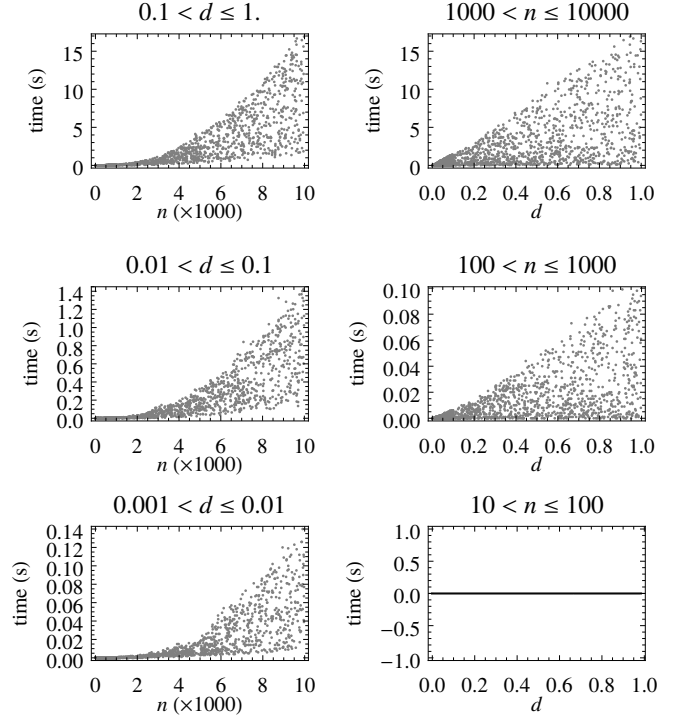 0.1 < d ≤ 1.
time (s)
15
10
5
0
0 2 4 6 8 10
n (×1000)
1000 < n ≤ 10000
time (s)
15
10
5
0
0.0 0.2 0.4 0.6 0.8 1.0
d
0.01 < d ≤ 0.1
time (s)
1.4
1.2
1.0
0.8
0.6
0.4
0.2
0.0
0 2 4 6 8 10
n (×1000)
100 < n ≤ 1000
time (s)
0.10
0.08
0.06
0.04
0.02
0.00
0.0 0.2 0.4 0.6 0.8 1.0
d
0.001 < d ≤ 0.01
time (s)
0.14
0.12
0.10
0.08
0.06
0.04
0.02
0.00
0 2 4 6 8 10
n (×1000)
10 < n ≤ 100
time (s)
1.0
0.5
0.0
−0.5
−1.0
0.0 0.2 0.4 0.6 0.8 1.0
d